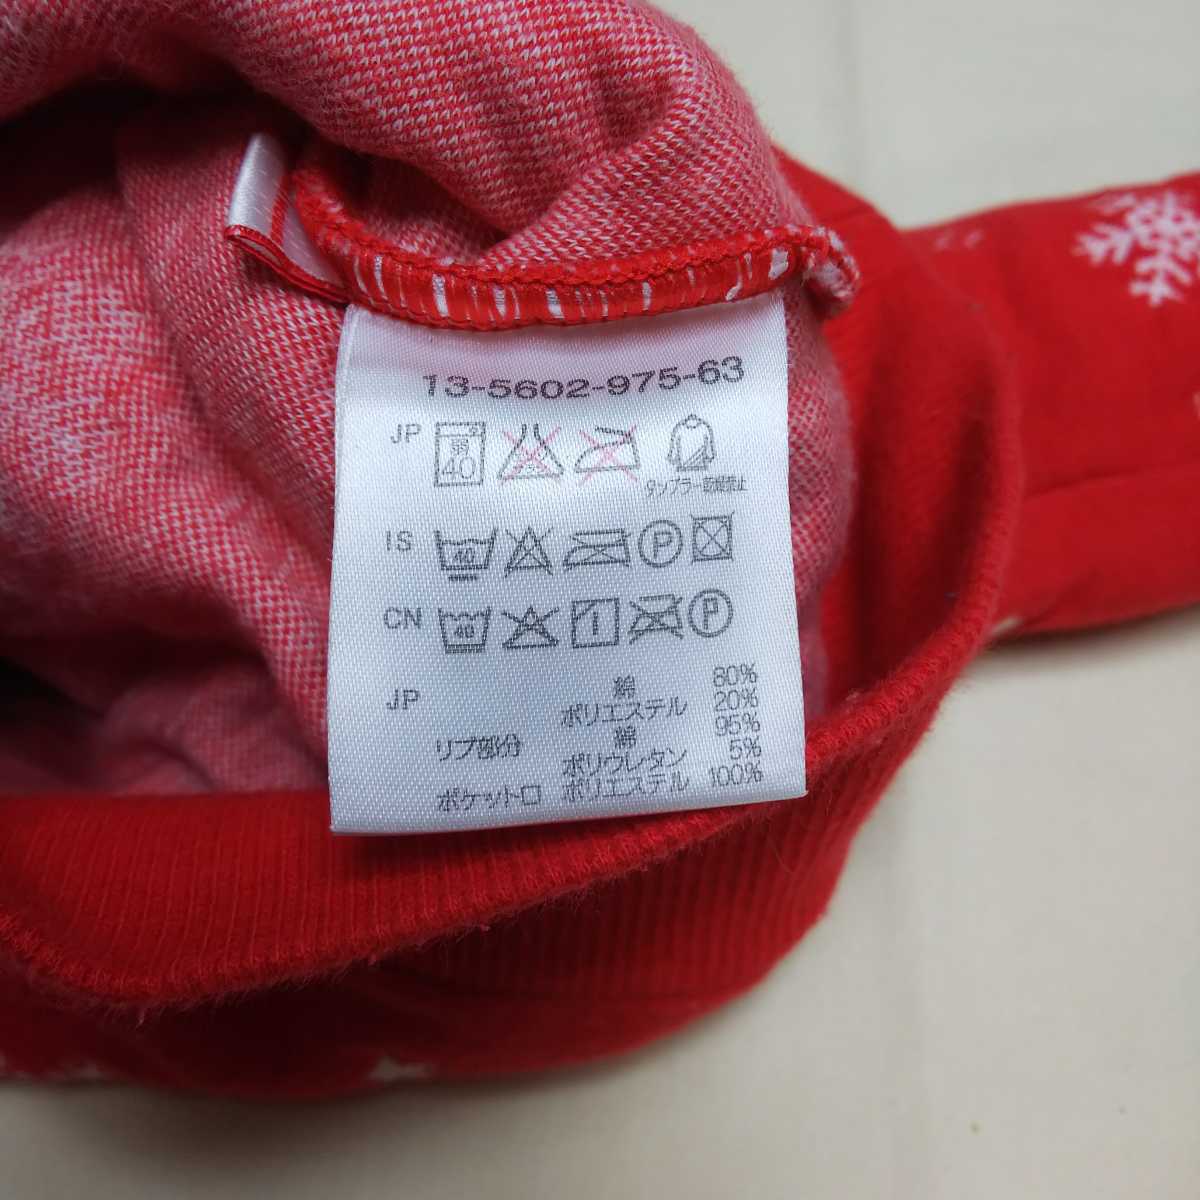 13-5602-975-63
JP 弱 40
タンブラー乾燥禁止
IS 40 P
CN 40 1 P
JP 綿 80%
ポリエステル 20%
リブ部分 綿 95%
ポリウレタン 5%
ポケット口 ポリエステル 100%